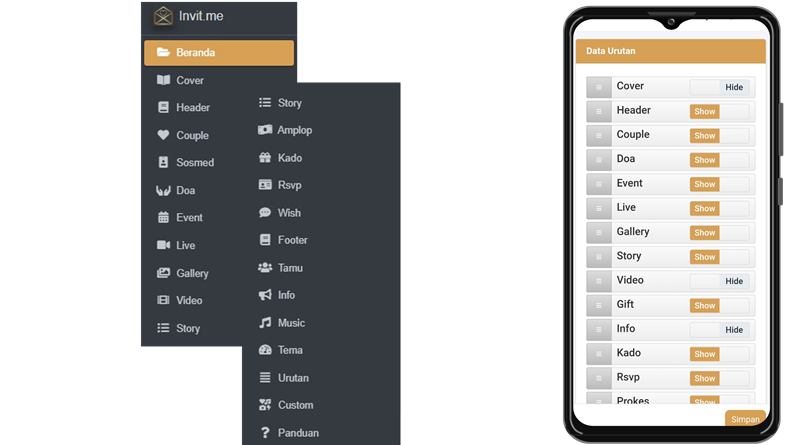 Invit.me
Beranda
Cover
Header
Couple
Sosmed
Doa
Event
Live
Gallery
Video
Story
Story
Amplop
Kado
Rsvp
Wish
Footer
Tamu
Info
Music
Tema
Urutan
Custom
Panduan
Data Urutan
Cover Hide
Header Show
Couple Show
Doa Show
Event Show
Live Show
Gallery Show
Story Show
Video Hide
Gift Show
Info Hide
Kado Show
Rsvp Show
Prokes Show
Simpan